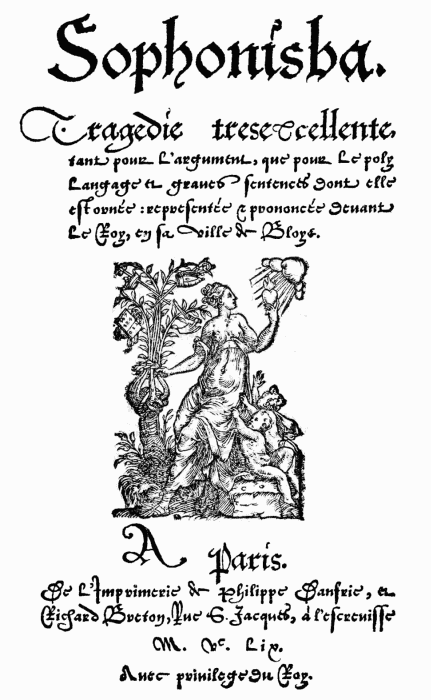 Sophonisba.
Tragedie tresexcellente,
tant pour l'argument, que pour le poly
Langage et graves sentences dont elle
est ornée : representée & prononcée devant
le Roy, en sa ville de Bloys.
A Paris.
De l'Imprimerie de Philippe Danfrie, et
Richard Breton, Rue S. Jacques, à l'escrevisse
M. Vc. Lix.
Avec privilege du Roy.